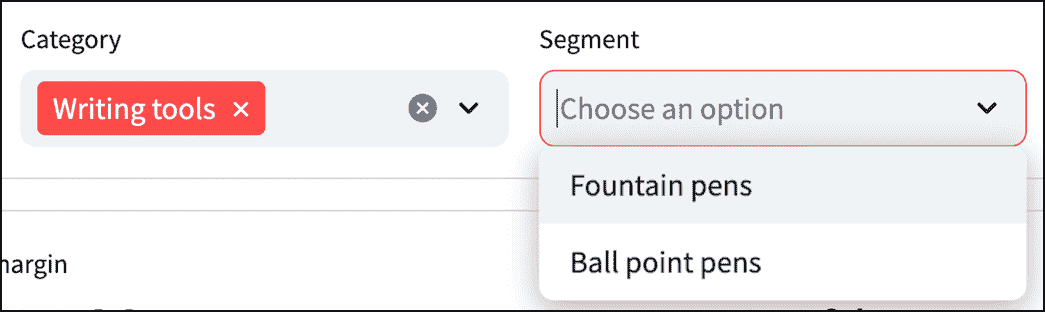 Category
Segment
Writing tools
Choose an option
Fountain pens
Ball point pens